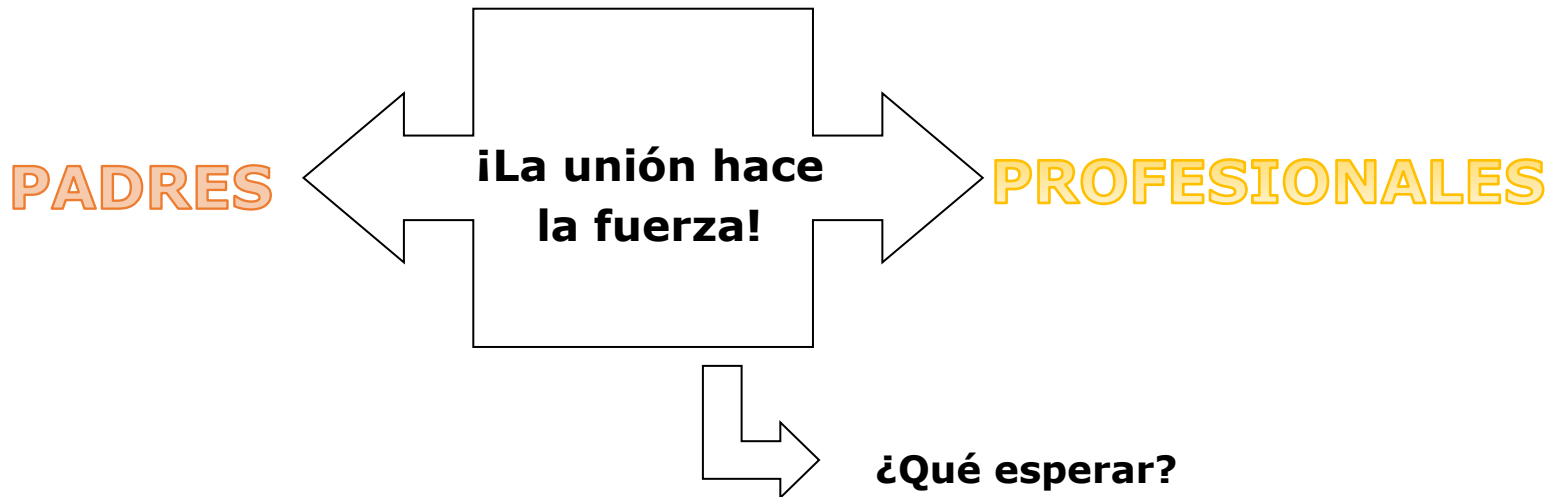 PADRES
¡La unión hace
la fuerza!
PROFESIONALES
¿Qué esperar?